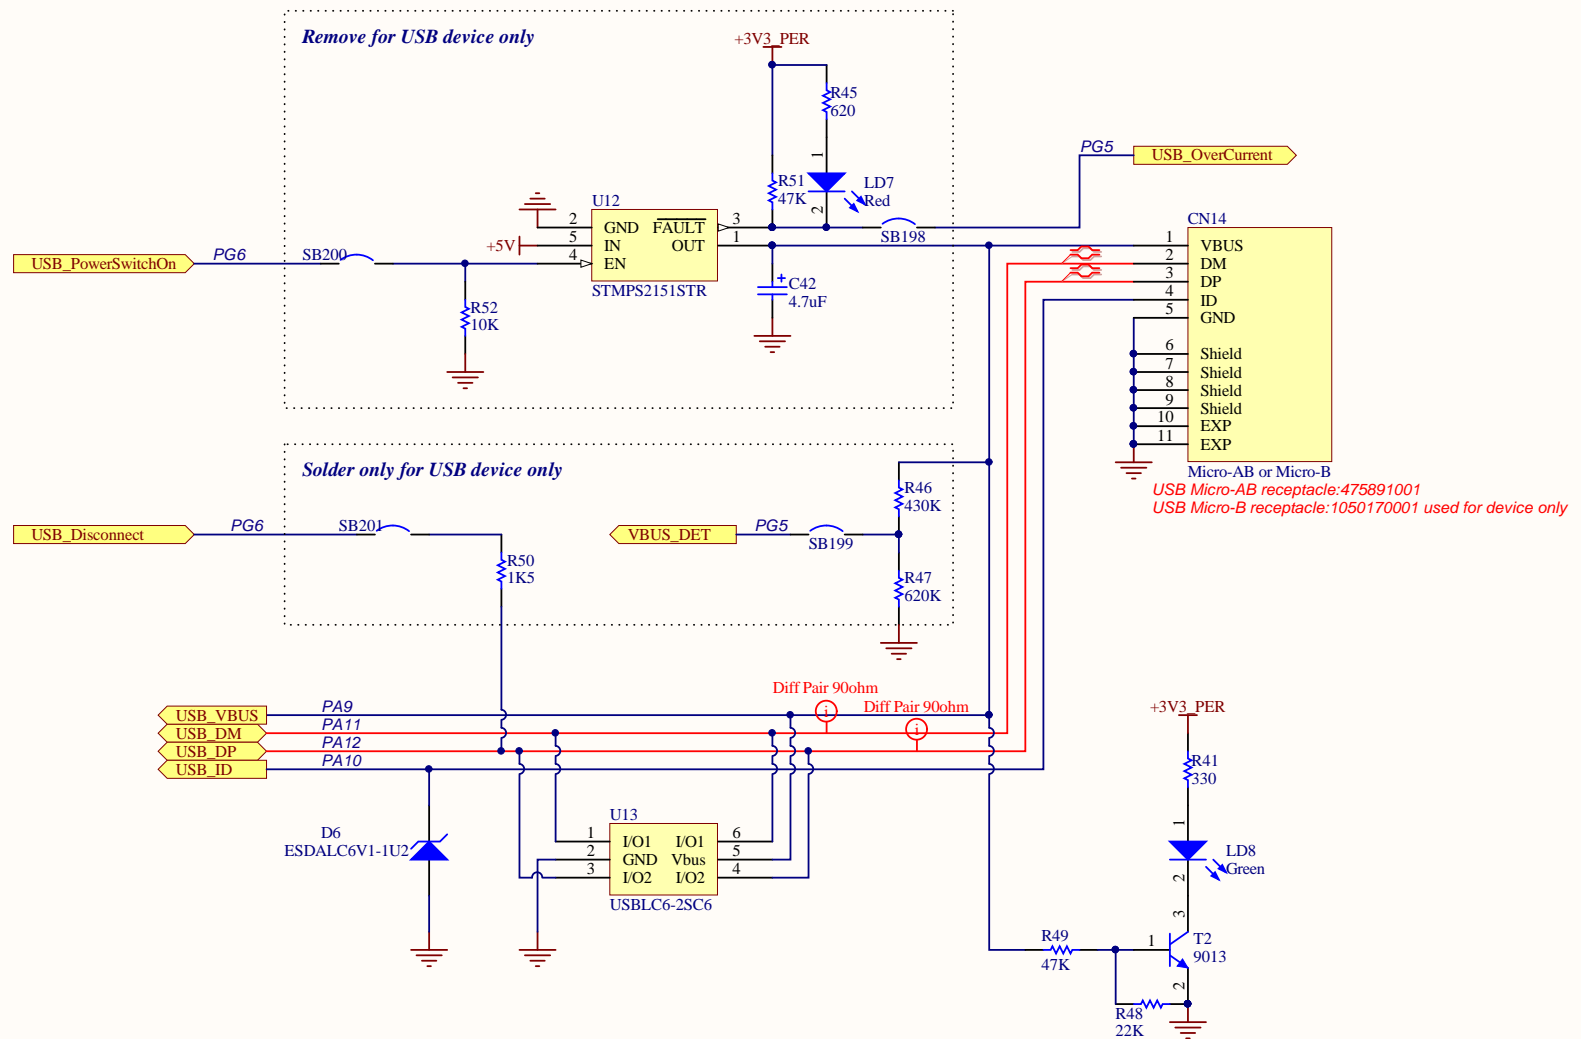 Remove for USB device only
+3V3_PER
R45
620
1
PG5
USB_OverCurrent
R51
47K
LD7
Red
2
U12
CN14
2
GND
FAULT
3
5
IN
OUT
1
4
EN
+5V
STMPS2151STR
SB198
USB_PowerSwitchOn
PG6
SB200
R52
10K
C42
4.7uF
1
VBUS
2
DM
3
DP
4
ID
5
GND
6
Shield
7
Shield
8
Shield
9
Shield
10
EXP
11
EXP
Micro-AB or Micro-B
USB Micro-AB receptacle:475891001
USB Micro-B receptacle:1050170001 used for device only
Solder only for USB device only
R46
430K
USB_Disconnect
PG6
SB201
VBUS_DET
PG5
SB199
R50
1K5
R47
620K
Diff Pair 90ohm
i
Diff Pair 90ohm
i
USB_VBUS
PA9
USB_DM
PA11
USB_DP
PA12
USB_ID
PA10
+3V3_PER
R41
330
1
LD8
Green
2
U13
1
I/O1
I/O1
6
2
GND
Vbus
5
3
I/O2
I/O2
4
USBLC6-2SC6
D6
ESDALC6V1-1U2
3
R49
47K
1
T2
9013
2
R48
22K